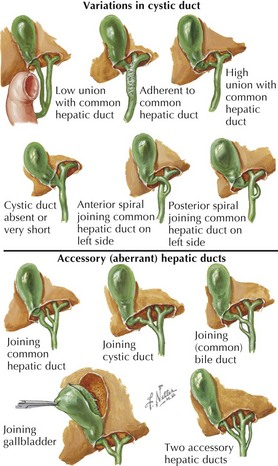 Variations in cystic duct
Low union
with common
hepatic duct
Adherent to
common
hepatic duct
High
union with
common
hepatic
duct
Cystic duct
absent or
very short
Anterior spiral
joining common
hepatic duct on
left side
Posterior spiral
joining common
hepatic duct on
left side
Accessory (aberrant) hepatic ducts
Joining
common
hepatic duct
Joining
cystic duct
Joining
(common)
bile duct
Joining
gallbladder
F. Netter
Two accessory
hepatic ducts